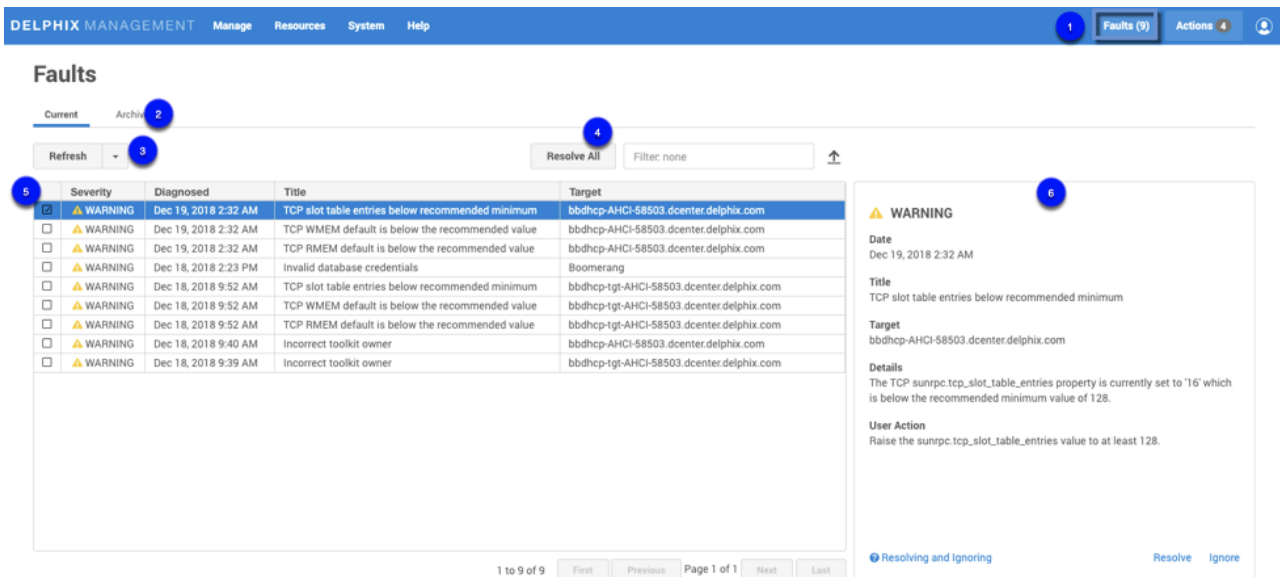 DELPHIX MANAGEMENT Manage Resources System Help 1 Faults (9) Actions 4
Faults
Current Archiv 2
Refresh 3 Resolve All 4 Filter: none
5 Severity Diagnosed Title Target
WARNING Dec 19, 2018 2:32 AM TCP slot table entries below recommended minimum bbdhcp-AHCI-58503.dcenter.delphix.com
WARNING Dec 19, 2018 2:32 AM TCP WMEM default is below the recommended value bbdhcp-AHCI-58503.dcenter.delphix.com
WARNING Dec 19, 2018 2:32 AM TCP RMEM default is below the recommended value bbdhcp-AHCI-58503.dcenter.delphix.com
WARNING Dec 18, 2018 2:23 PM Invalid database credentials Boomerang
WARNING Dec 18, 2018 9:52 AM TCP slot table entries below recommended minimum bbdhcp-tgt-AHCI-58503.dcenter.delphix.com
WARNING Dec 18, 2018 9:52 AM TCP WMEM default is below the recommended value bbdhcp-tgt-AHCI-58503.dcenter.delphix.com
WARNING Dec 18, 2018 9:52 AM TCP RMEM default is below the recommended value bbdhcp-tgt-AHCI-58503.dcenter.delphix.com
WARNING Dec 18, 2018 9:40 AM Incorrect toolkit owner bbdhcp-AHCI-58503.dcenter.delphix.com
WARNING Dec 18, 2018 9:39 AM Incorrect toolkit owner bbdhcp-tgt-AHCI-58503.dcenter.delphix.com
1 to 9 of 9 First Previous Page 1 of 1 Next Last
6
WARNING
Date
Dec 19, 2018 2:32 AM
Title
TCP slot table entries below recommended minimum
Target
bbdhcp-AHCI-58503.dcenter.delphix.com
Details
The TCP sunrpc.tcp_slot_table_entries property is currently set to '16' which
is below the recommended minimum value of 128.
User Action
Raise the sunrpc.tcp_slot_table_entries value to at least 128.
Resolving and Ignoring Resolve Ignore